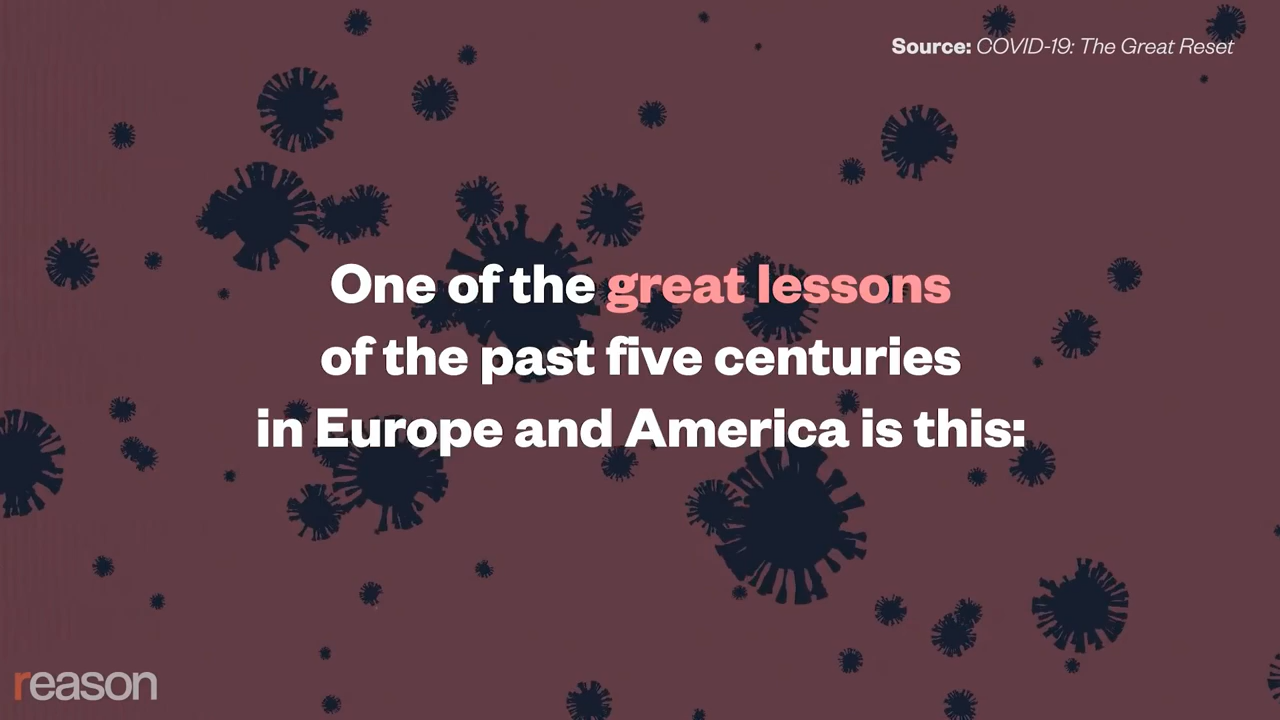 Source: COVID-19: The Great Reset
One of the great lessons
of the past five centuries
in Europe and America is this:
reason